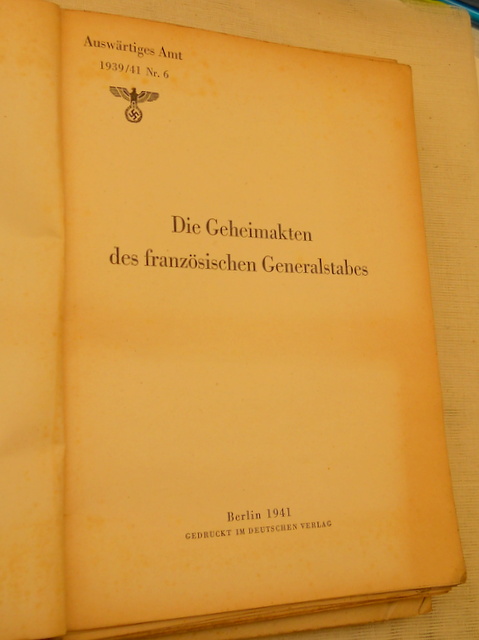 Auswärtiges Amt
1939/41 Nr. 6
Die Geheimakten
des französischen Generalstabes
Berlin 1941
GEDRUCKT IM DEUTSCHEN VERLAG